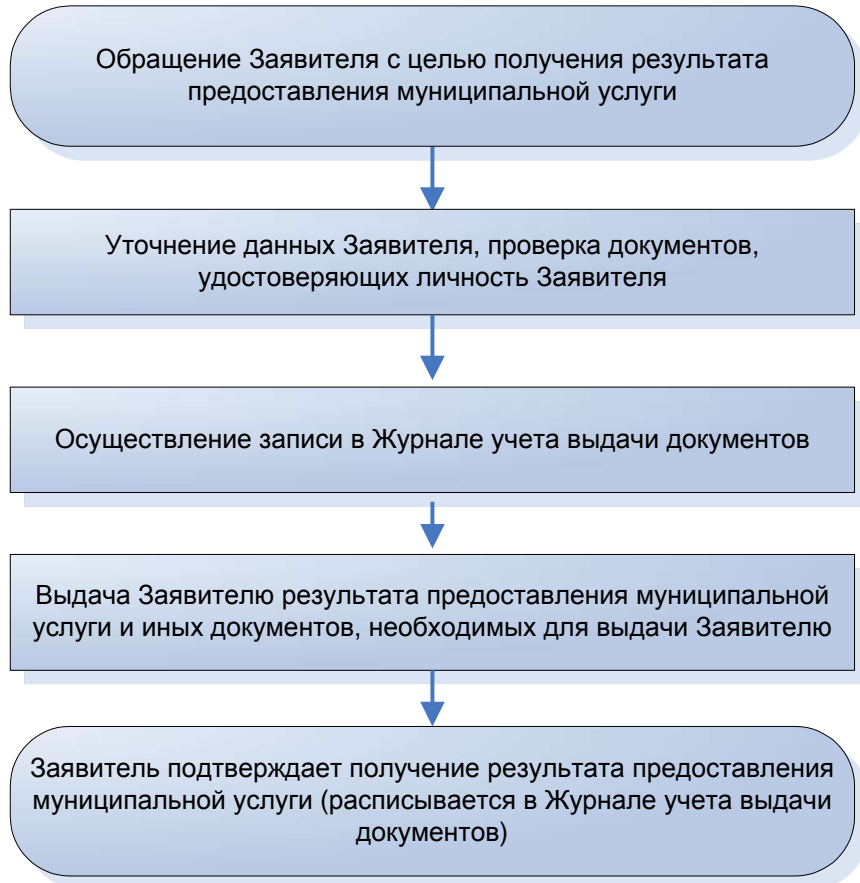 Обращение Заявителя с целью получения результата
предоставления муниципальной услуги
Уточнение данных Заявителя, проверка документов,
удостоверяющих личность Заявителя
Осуществление записи в Журнале учета выдачи документов
Выдача Заявителю результата предоставления муниципальной
услуги и иных документов, необходимых для выдачи Заявителю
Заявитель подтверждает получение результата предоставления
муниципальной услуги (расписывается в Журнале учета выдачи
документов)